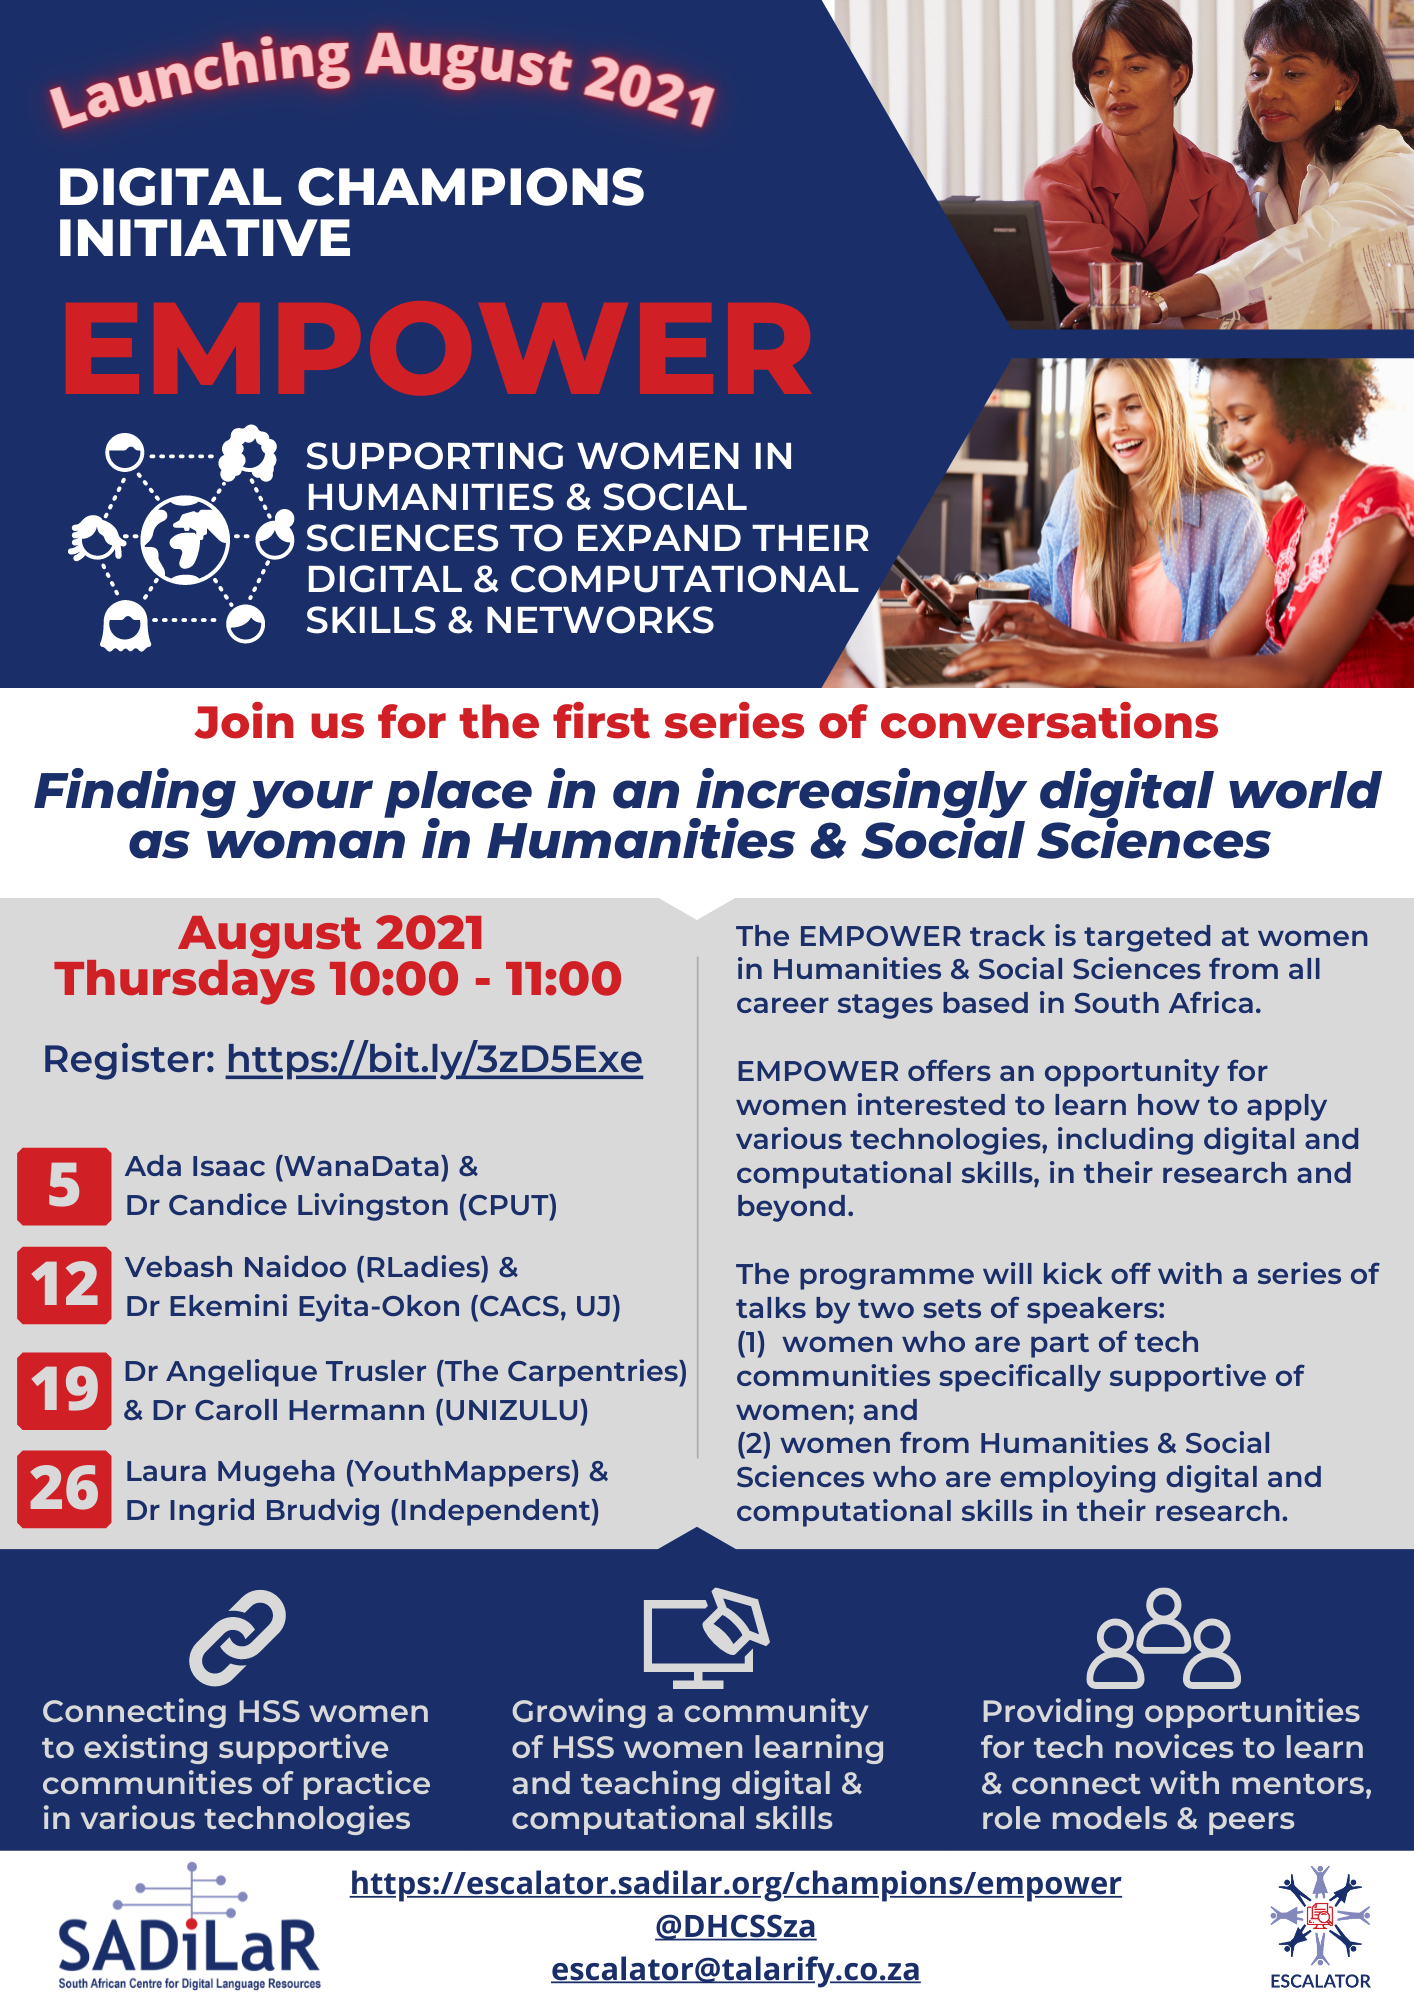 Launching August 2021
DIGITAL CHAMPIONS
INITIATIVE
EMPOWER
SUPPORTING WOMEN IN
HUMANITIES & SOCIAL
SCIENCES TO EXPAND THEIR
DIGITAL & COMPUTATIONAL
SKILLS & NETWORKS
Join us for the first series of conversations
Finding your place in an increasingly digital world
as woman in Humanities & Social Sciences
August 2021
Thursdays 10:00 - 11:00
Register: https://bit.ly/3zD5Exe
5
Ada Isaac (WanaData) &
Dr Candice Livingston (CPUT)
12
Vebash Naidoo (RLadies) &
Dr Ekemini Eyita-Okon (CACS, UJ)
19
Dr Angelique Trusler (The Carpentries)
& Dr Caroll Hermann (UNIZULU)
26
Laura Mugeha (YouthMappers) &
Dr Ingrid Brudvig (Independent)
The EMPOWER track is targeted at women
in Humanities & Social Sciences from all
career stages based in South Africa.
EMPOWER offers an opportunity for
women interested to learn how to apply
various technologies, including digital and
computational skills, in their research and
beyond.
The programme will kick off with a series of
talks by two sets of speakers:
(1) women who are part of tech
communities specifically supportive of
women; and
(2) women from Humanities & Social
Sciences who are employing digital and
computational skills in their research.
Connecting HSS women
to existing supportive
communities of practice
in various technologies
Growing a community
of HSS women learning
and teaching digital &
computational skills
Providing opportunities
for tech novices to learn
& connect with mentors,
role models & peers
SADiLaR
South African Centre for Digital Language Resources
https://escalator.sadilar.org/champions/empower
@DHCSSza
escalator@talarify.co.za
ESCALATOR